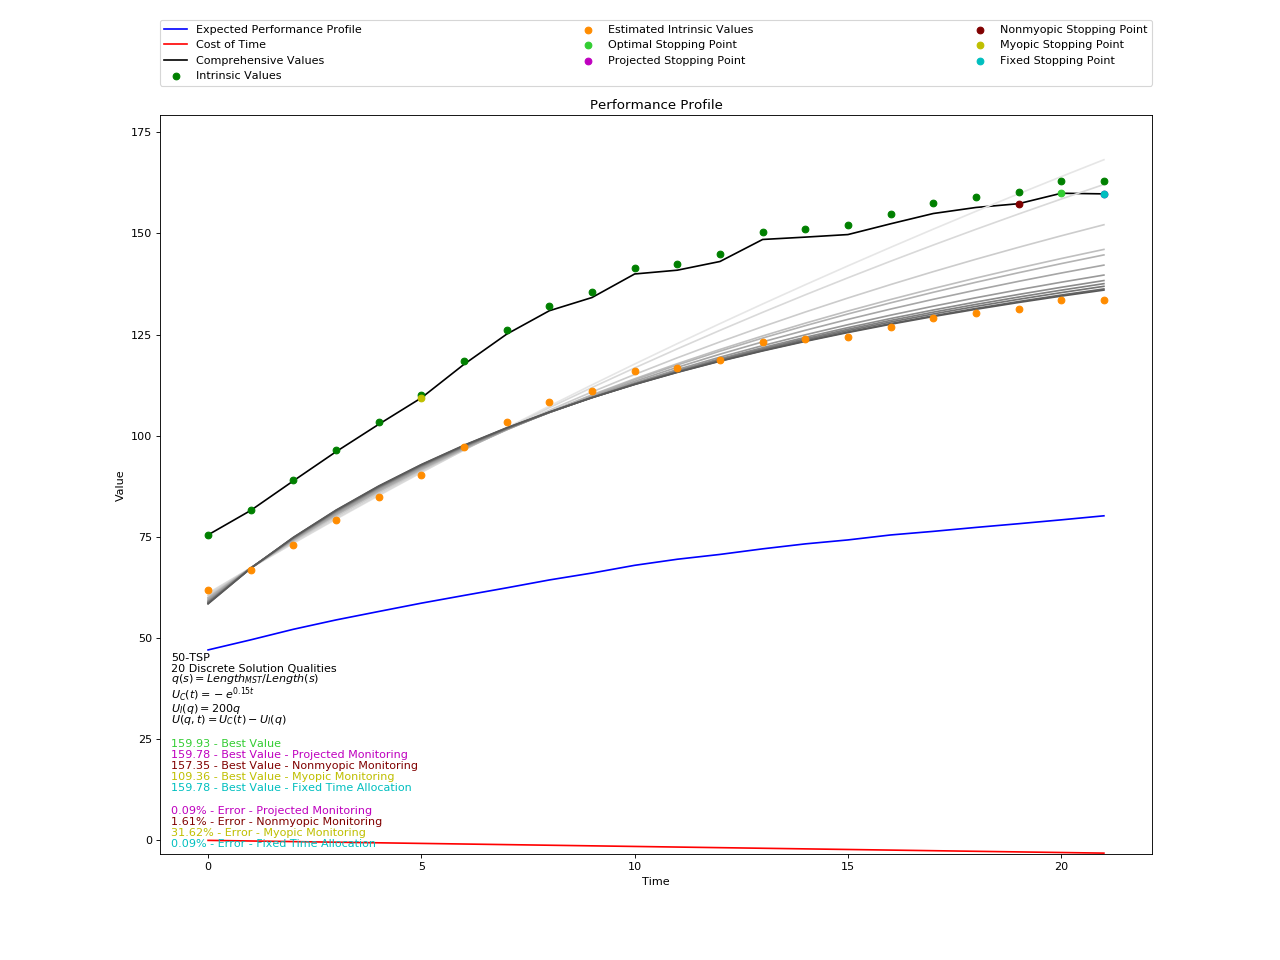 Expected Performance Profile
Cost of Time
Comprehensive Values
Intrinsic Values
Estimated Intrinsic Values
Optimal Stopping Point
Projected Stopping Point
Nonmyopic Stopping Point
Myopic Stopping Point
Fixed Stopping Point
Performance Profile
175
150
125
100
75
50
25
0
Value
50-TSP
20 Discrete Solution Qualities
q(s) = Length_{MST}/Length(s)
U_C(t) = −e^{0.15t}
U_I(q) = 200q
U(q, t) = U_C(t) − U_I(q)
159.93 - Best Value
159.78 - Best Value - Projected Monitoring
157.35 - Best Value - Nonmyopic Monitoring
109.36 - Best Value - Myopic Monitoring
159.78 - Best Value - Fixed Time Allocation
0.09% - Error - Projected Monitoring
1.61% - Error - Nonmyopic Monitoring
31.62% - Error - Myopic Monitoring
0.09% - Error - Fixed Time Allocation
0 5 10 15 20
Time